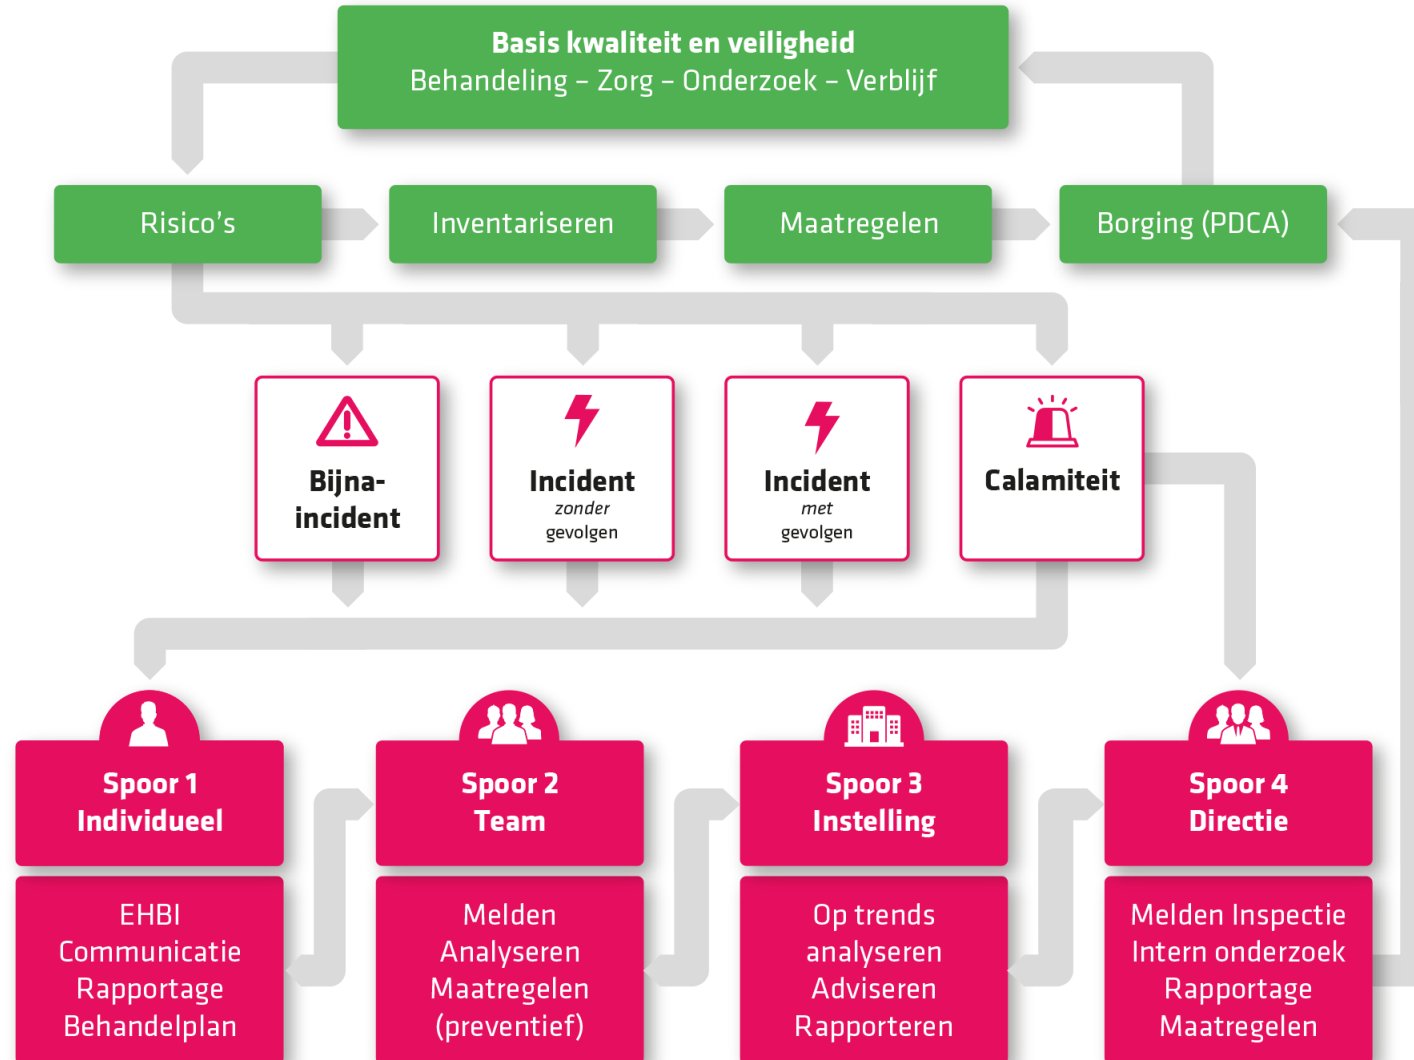 Basis kwaliteit en veiligheid
Behandeling – Zorg – Onderzoek – Verblijf
Risico's
Inventariseren
Maatregelen
Borging (PDCA)
Bijna-
incident
Incident
zonder
gevolgen
Incident
met
gevolgen
Calamiteit
Spoor 1
Individueel
Spoor 2
Team
Spoor 3
Instelling
Spoor 4
Directie
EHBI
Communicatie
Rapportage
Behandelplan
Melden
Analyseren
Maatregelen
(preventief)
Op trends
analyseren
Adviseren
Rapporteren
Melden Inspectie
Intern onderzoek
Rapportage
Maatregelen